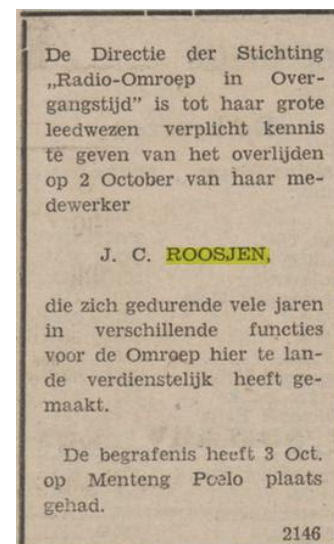 De Directie der Stichting
„Radio-Omroep in Over-
gangstijd” is tot haar grote
leedwezen verplicht kennis
te geven van het overlijden
op 2 October van haar me-
dewerker
J. C. ROOSJEN,
die zich gedurende vele jaren
in verschillende functies
voor de Omroep hier te lan-
de verdienstelijk heeft ge-
maakt.
De begrafenis heeft 3 Oct.
op Menteng Poelo plaats
gehad.
2146